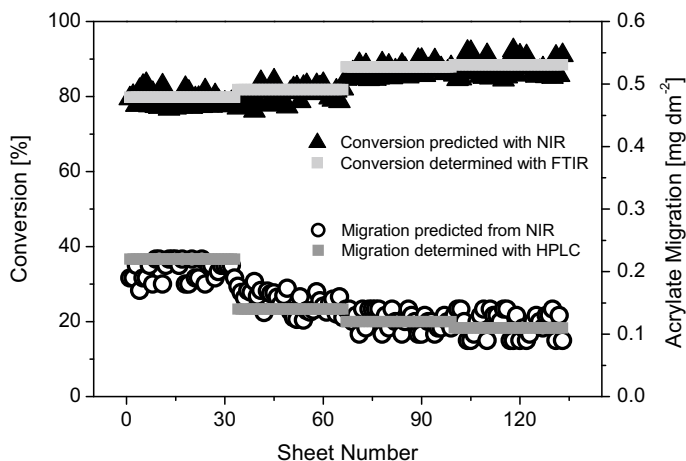 100
80
60
40
20
0
Conversion [%]
0.6
0.5
0.4
0.3
0.2
0.1
0.0
Acrylate Migration [mg dm⁻²]
Conversion predicted with NIR
Conversion determined with FTIR
Migration predicted from NIR
Migration determined with HPLC
0 30 60 90 120
Sheet Number